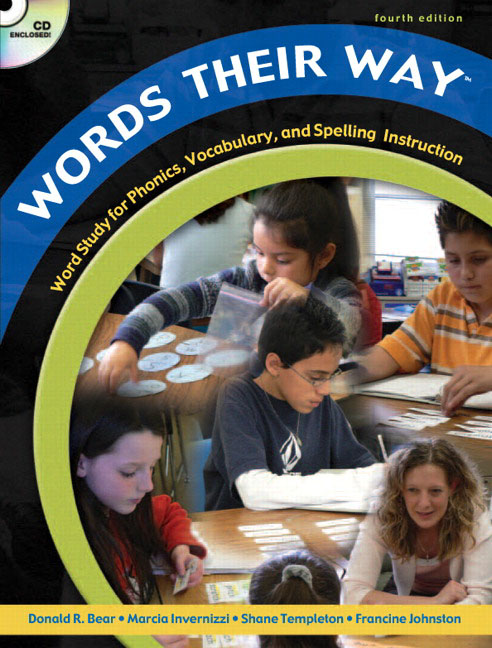 CD
ENCLOSED!
fourth edition
WORDS THEIR WAY™
Word Study for Phonics, Vocabulary, and Spelling Instruction
Donald R. Bear • Marcia Invernizzi • Shane Templeton • Francine Johnston